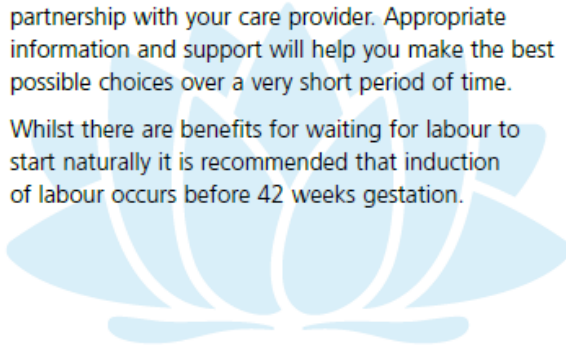 partnership with your care provider. Appropriate
information and support will help you make the best
possible choices over a very short period of time.
Whilst there are benefits for waiting for labour to
start naturally it is recommended that induction
of labour occurs before 42 weeks gestation.